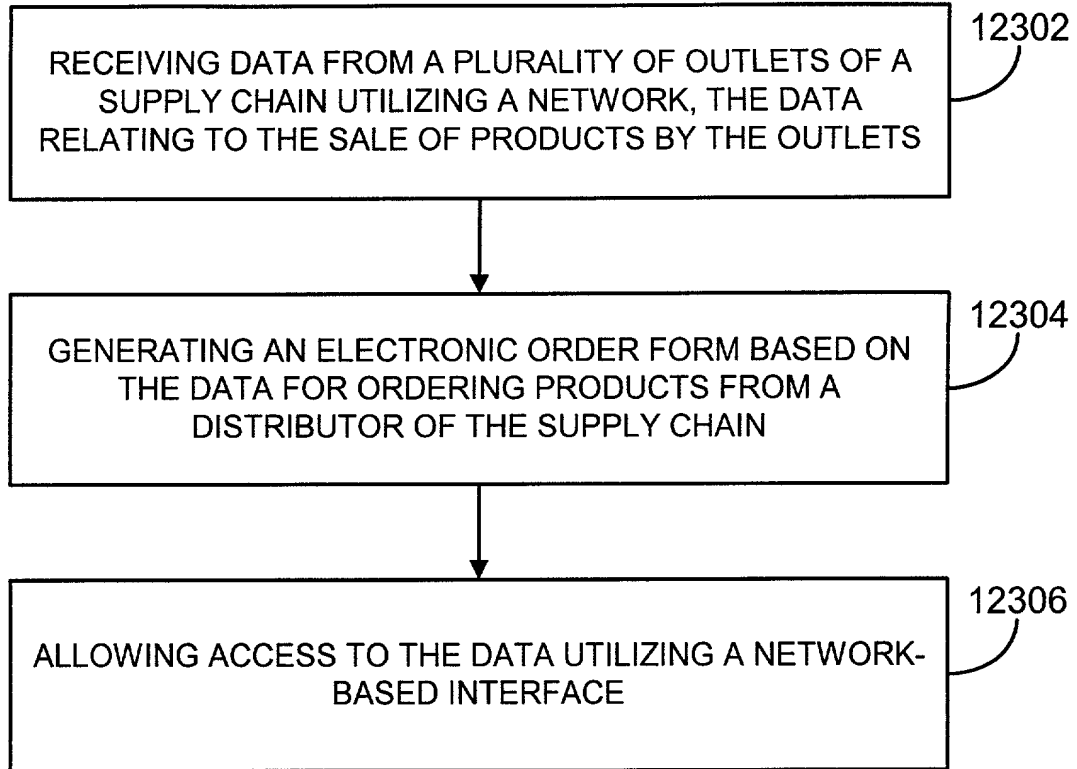 12302
RECEIVING DATA FROM A PLURALITY OF OUTLETS OF A
SUPPLY CHAIN UTILIZING A NETWORK, THE DATA
RELATING TO THE SALE OF PRODUCTS BY THE OUTLETS
12304
GENERATING AN ELECTRONIC ORDER FORM BASED ON
THE DATA FOR ORDERING PRODUCTS FROM A
DISTRIBUTOR OF THE SUPPLY CHAIN
12306
ALLOWING ACCESS TO THE DATA UTILIZING A NETWORK-
BASED INTERFACE